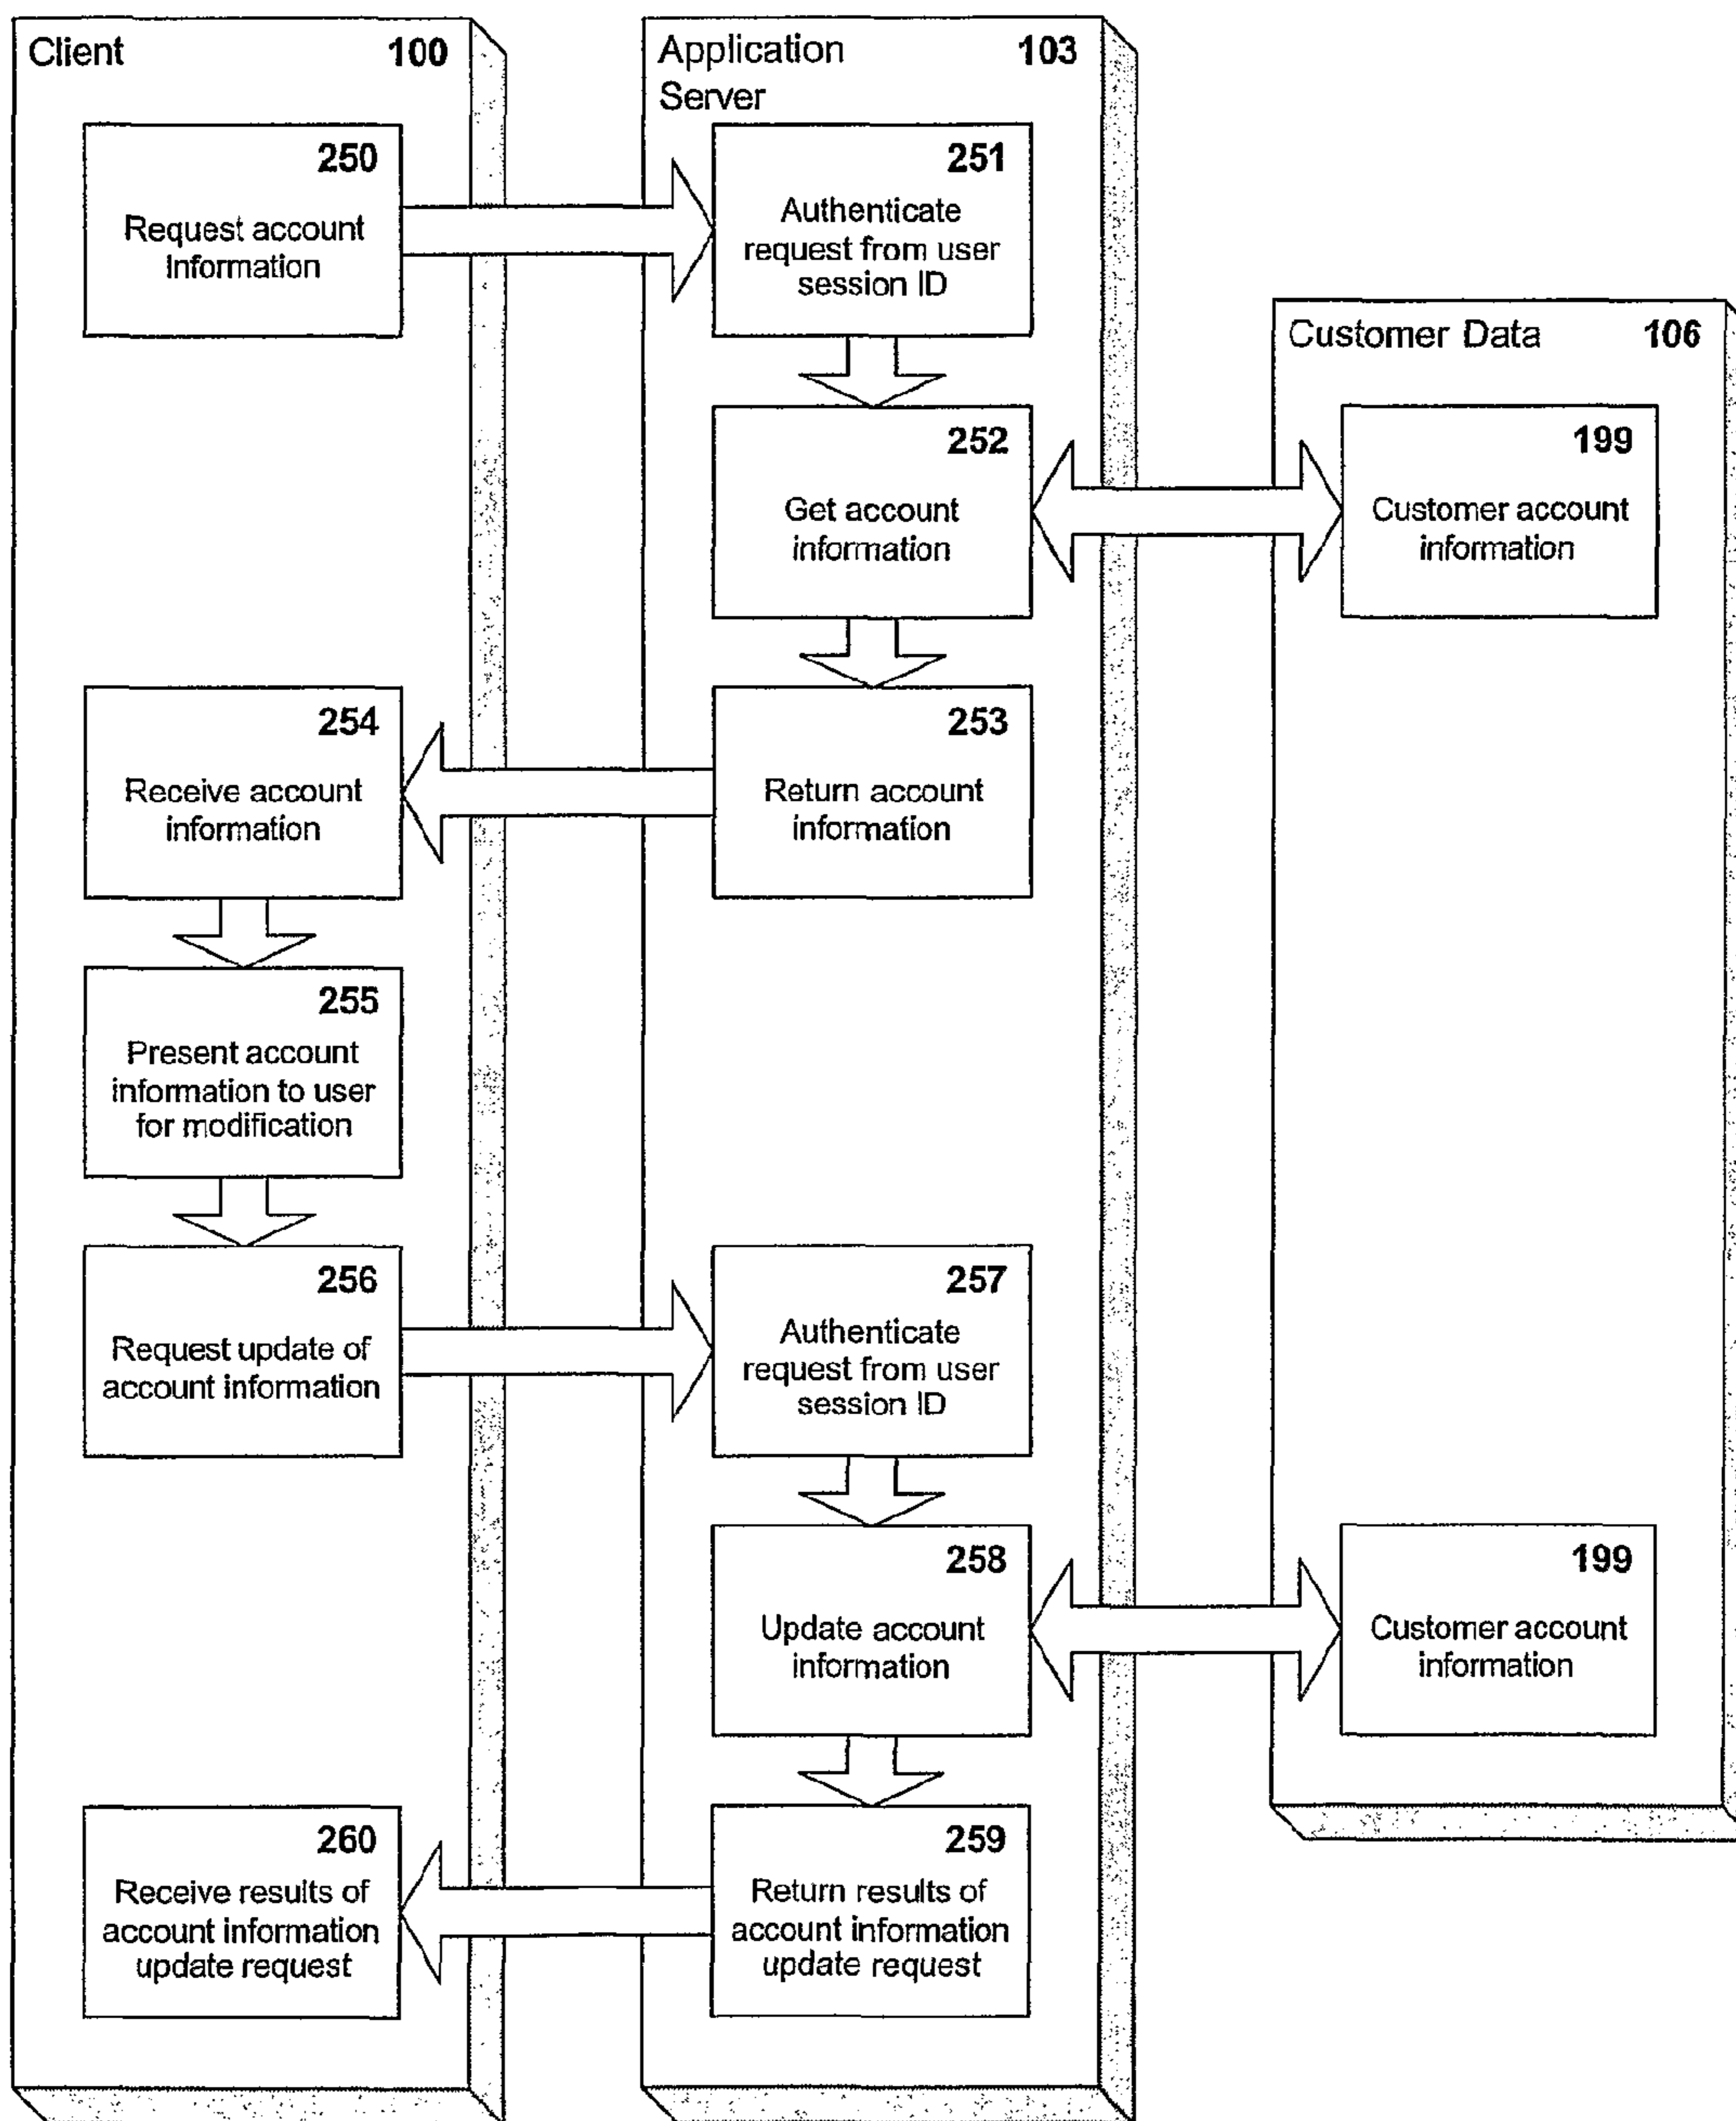 Client 100
Application 103
Server
250
Request account
Information
251
Authenticate
request from user
session ID
Customer Data 106
252
Get account
information
199
Customer account
information
254
Receive account
information
253
Return account
information
255
Present account
information to user
for modification
256
Request update of
account information
257
Authenticate
request from user
session ID
258
Update account
information
199
Customer account
information
260
Receive results of
account information
update request
259
Return results of
account information
update request